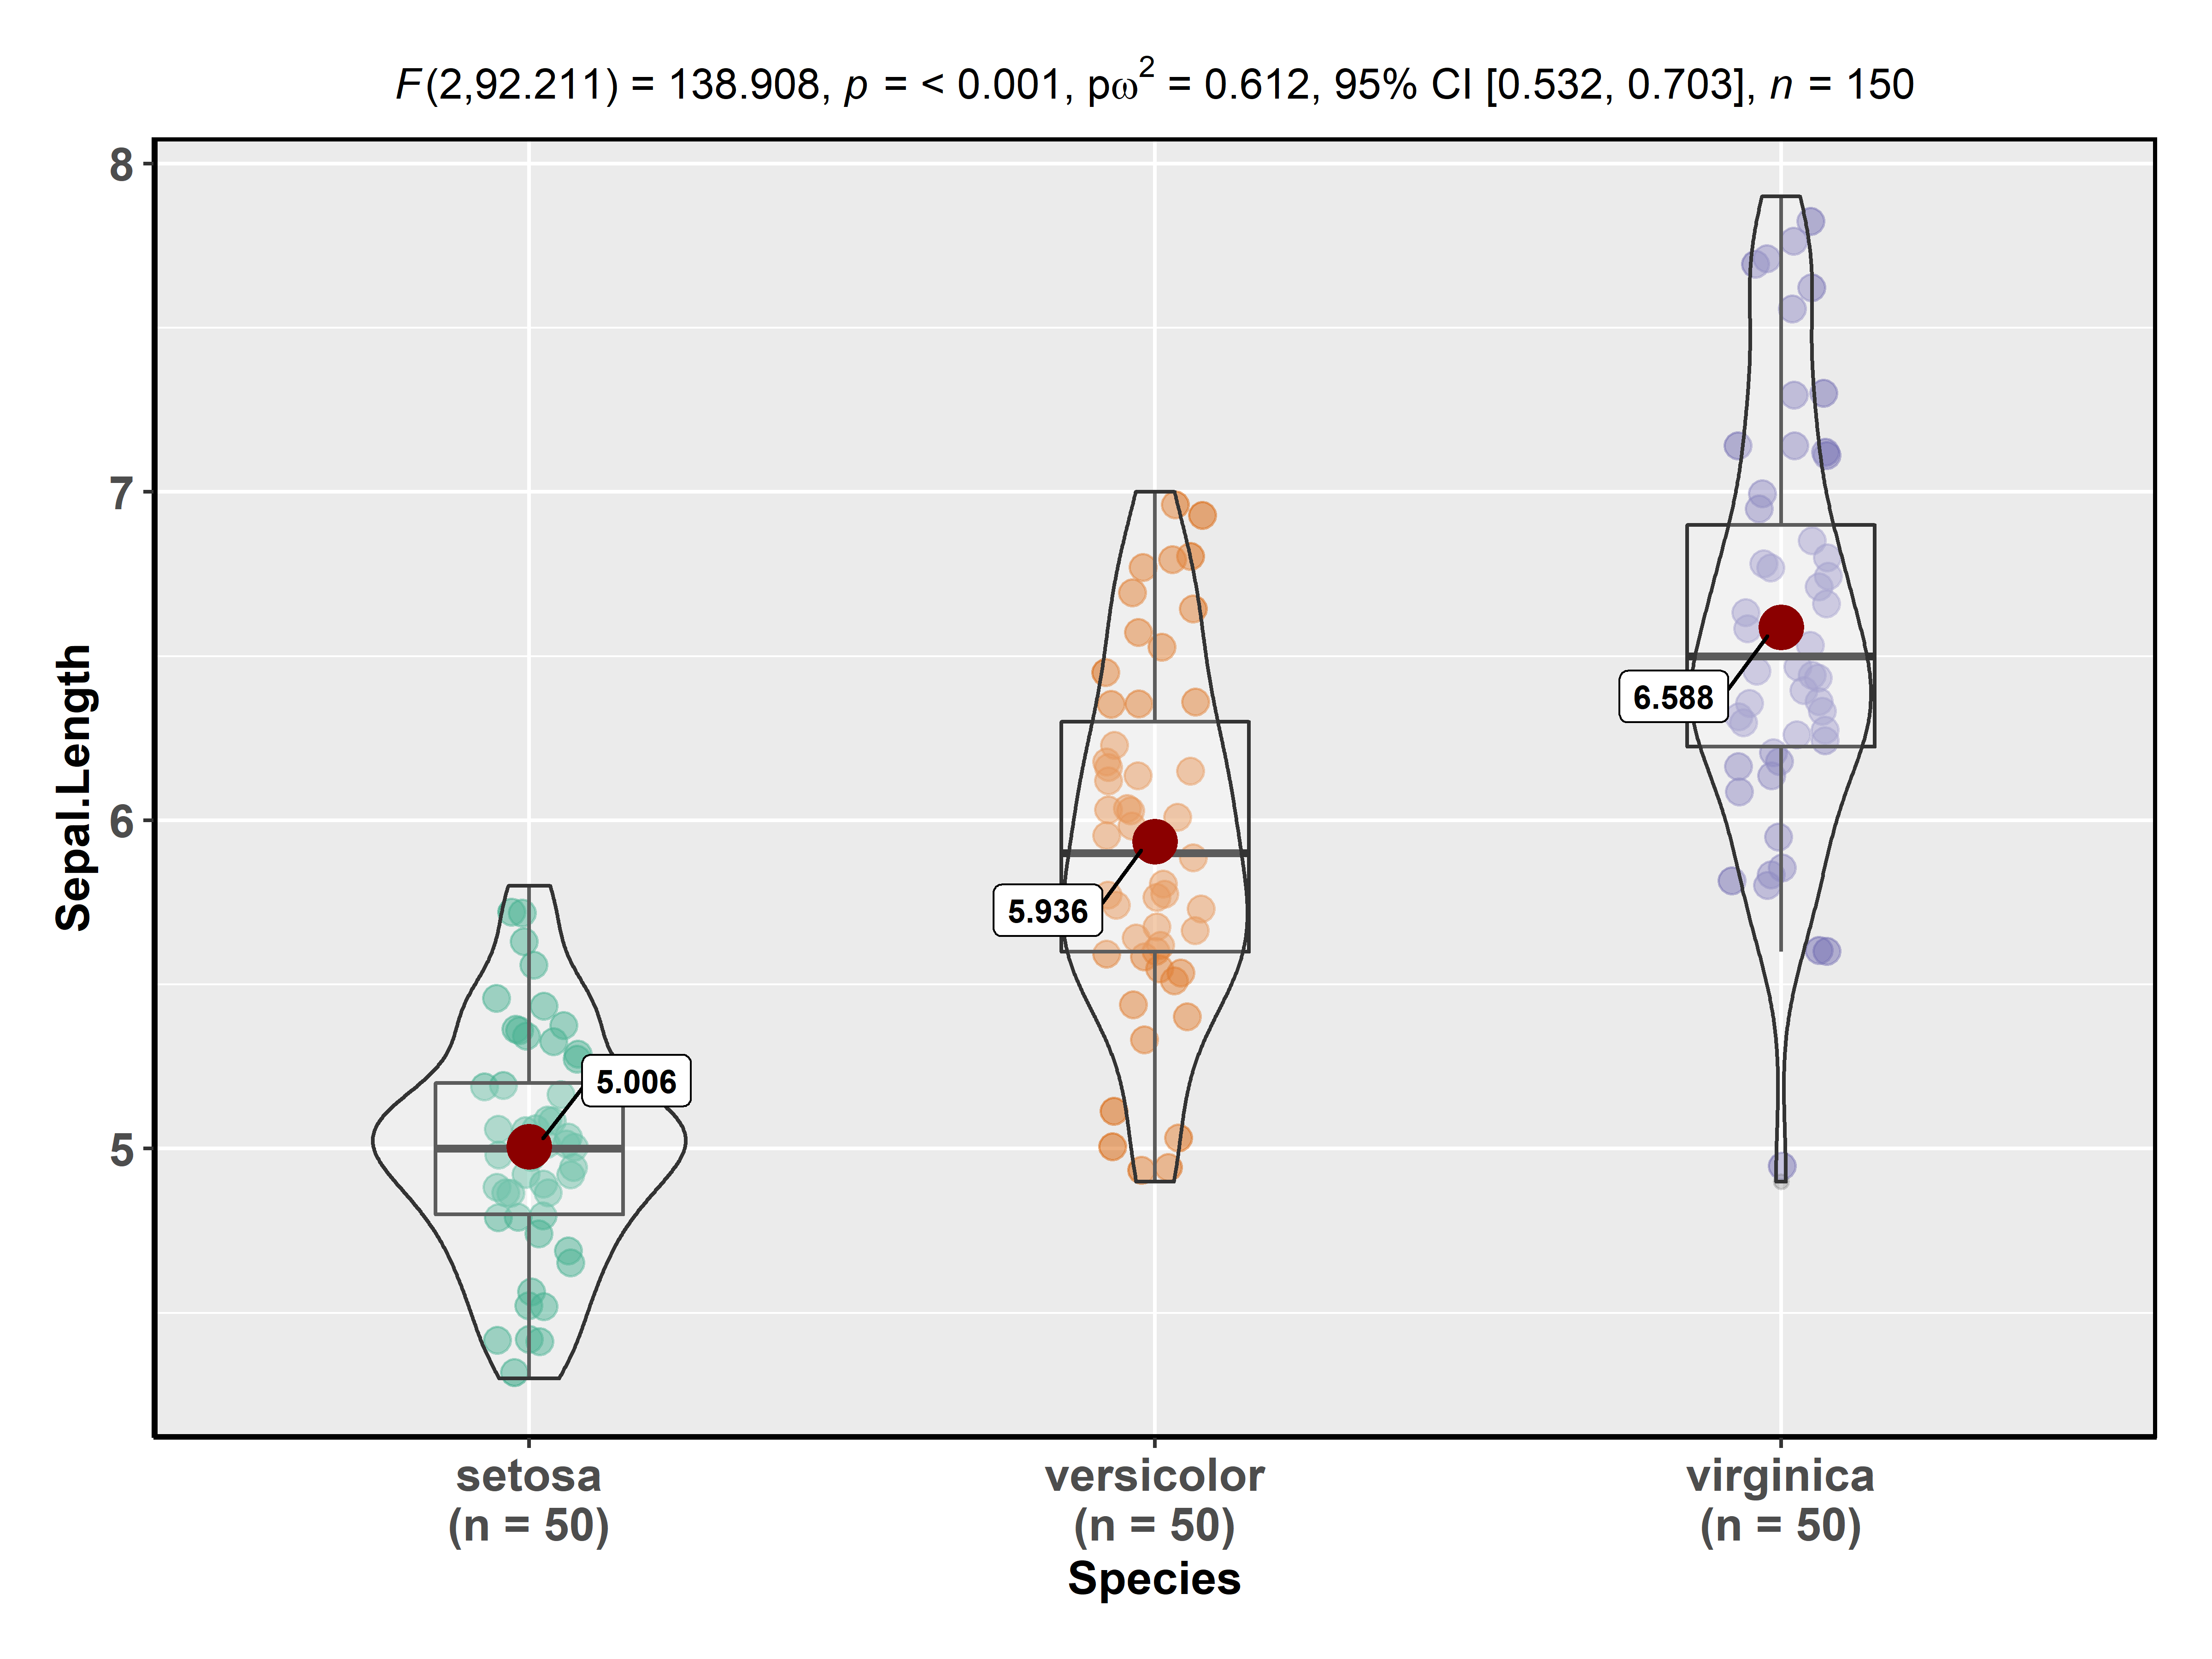 F(2,92.211) = 138.908, p = < 0.001, pω² = 0.612, 95% CI [0.532, 0.703], n = 150
8
7
6
5
Sepal.Length
6.588
5.936
5.006
setosa
(n = 50)
versicolor
(n = 50)
virginica
(n = 50)
Species